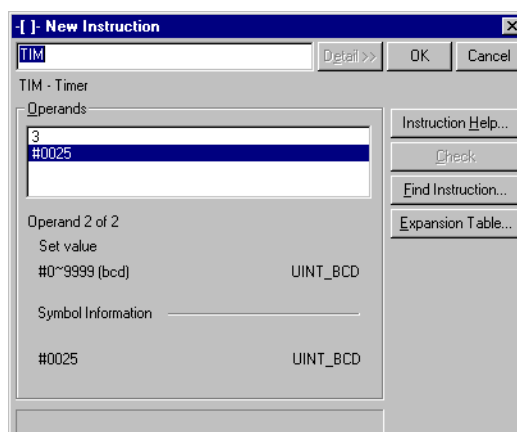 -[ ]- New Instruction
TIM
Detail >>
OK
Cancel
TIM - Timer
Operands
3
#0025
Instruction Help...
Check
Find Instruction...
Expansion Table...
Operand 2 of 2
Set value
#0~9999 (bcd) UINT_BCD
Symbol Information
#0025 UINT_BCD